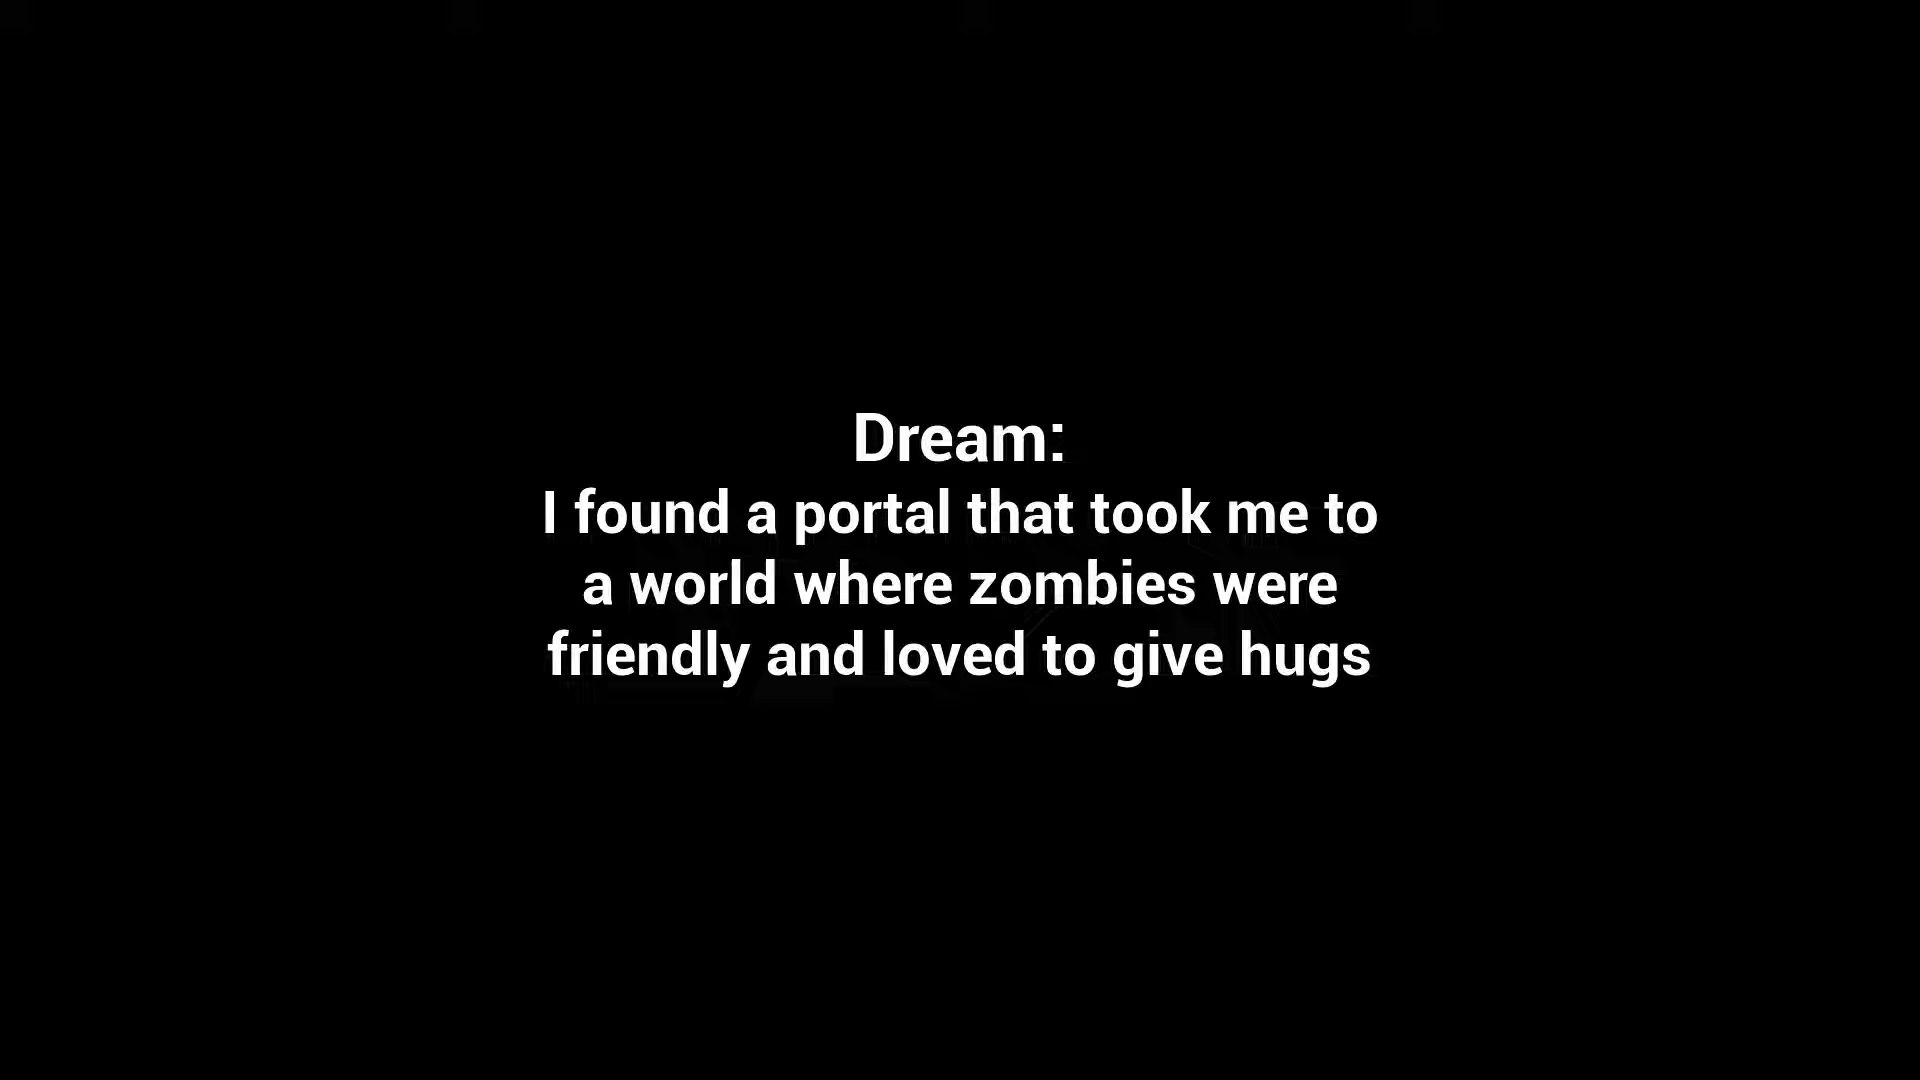 Dream:
I found a portal that took me to
a world where zombies were
friendly and loved to give hugs